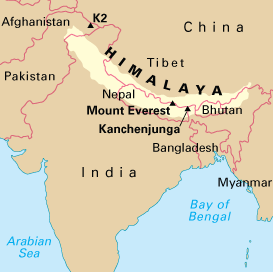 Afghanistan
K2
China
HIMALAYA
Tibet
Pakistan
Nepal
Mount Everest
Bhutan
Kanchenjunga
Bangladesh
India
Myanmar
Bay of
Bengal
Arabian
Sea